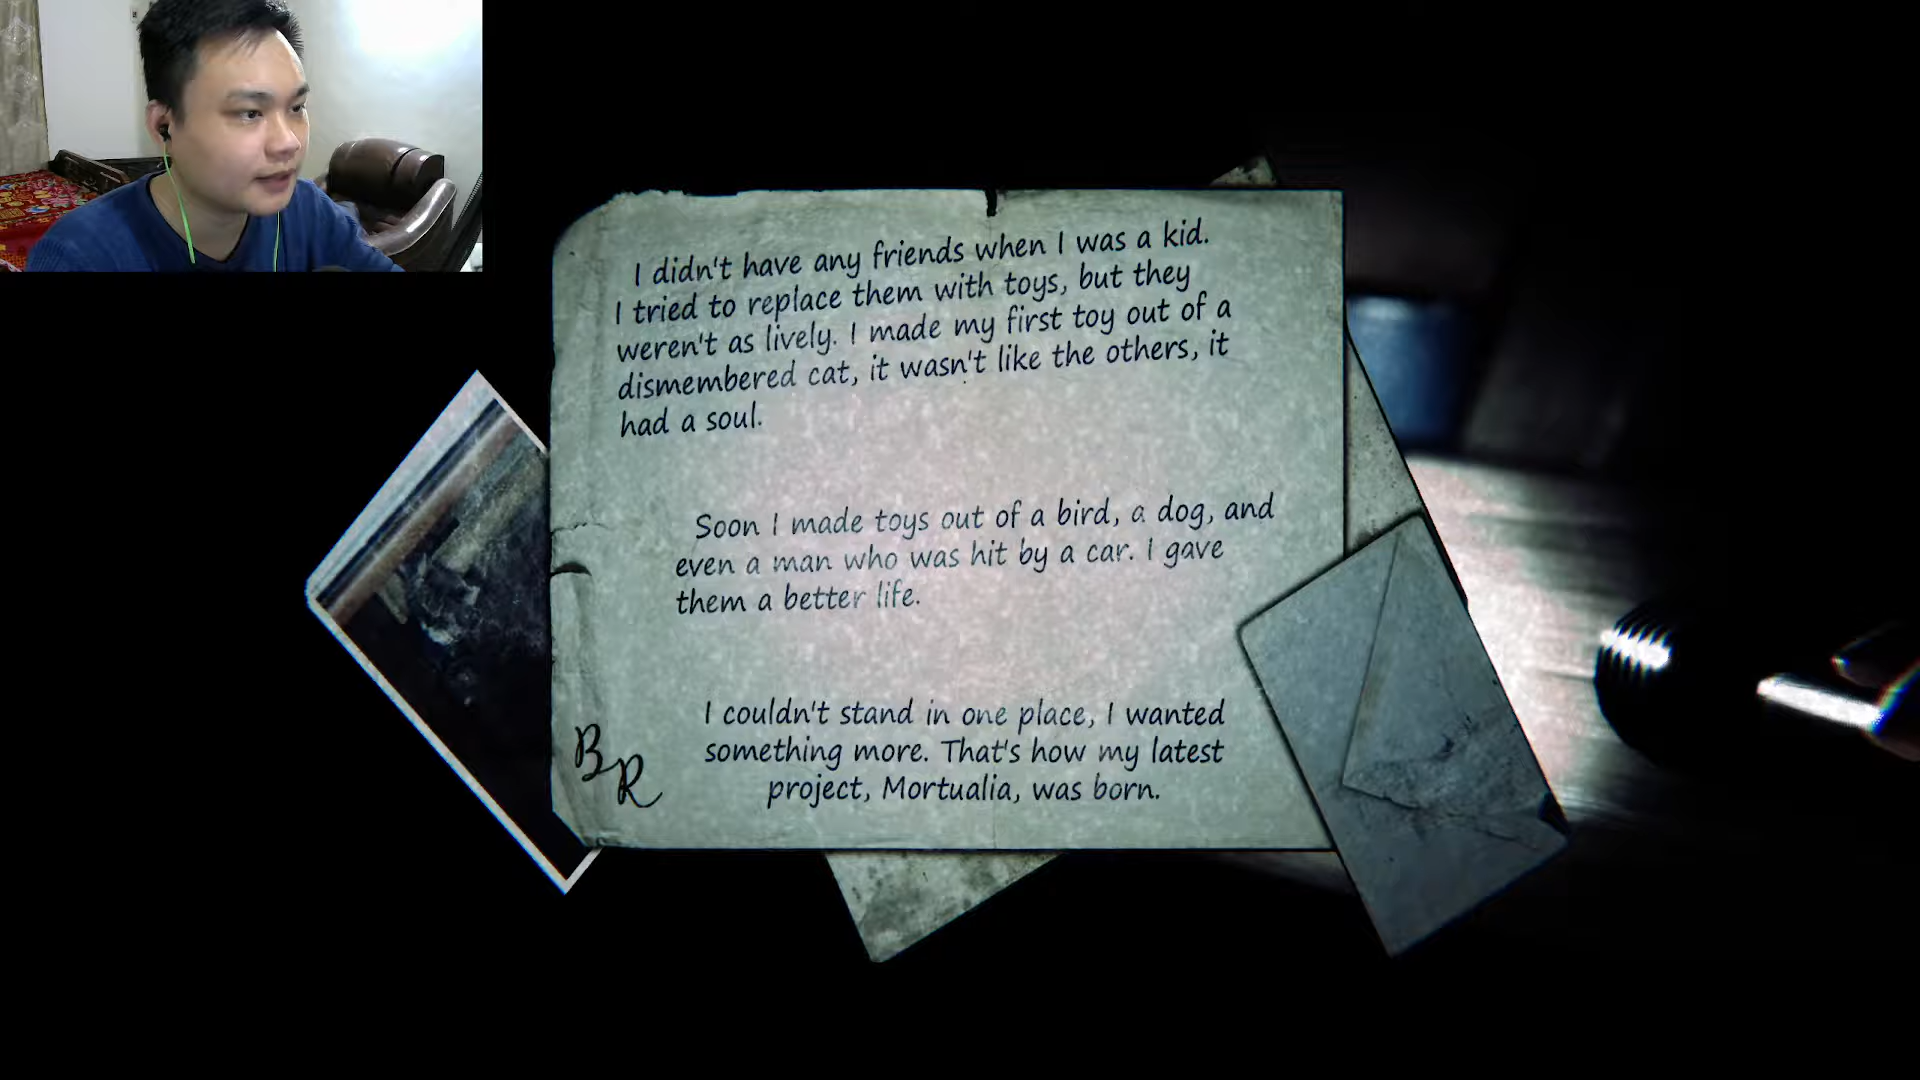 I didn't have any friends when I was a kid.
I tried to replace them with toys, but they
weren't as lively. I made my first toy out of a
dismembered cat, it wasn't like the others, it
had a soul.
Soon I made toys out of a bird, a dog, and
even a man who was hit by a car. I gave
them a better life.
I couldn't stand in one place, I wanted
something more. That's how my latest
project, Mortualia, was born.
BR